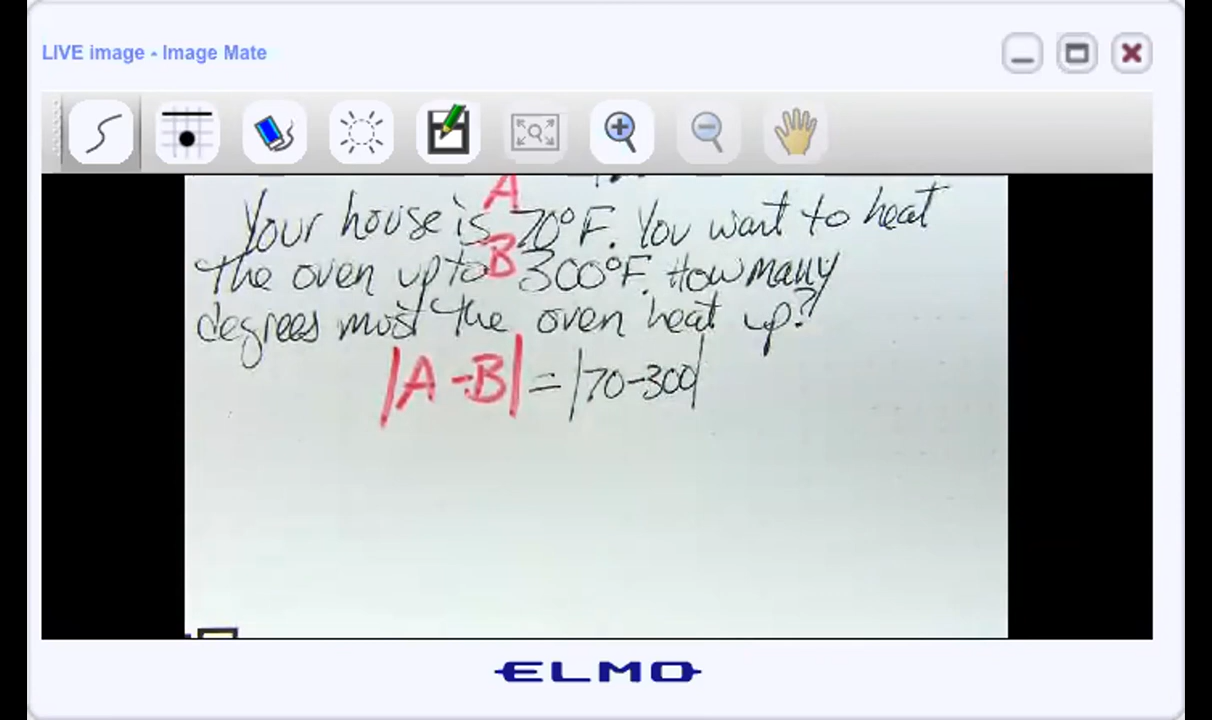 LIVE image - Image Mate
A
Your house is 70°F. You want to heat
B
the oven up to 300°F. How many
degrees must the oven heat up?
|A-B| = |70-300|
ELMO